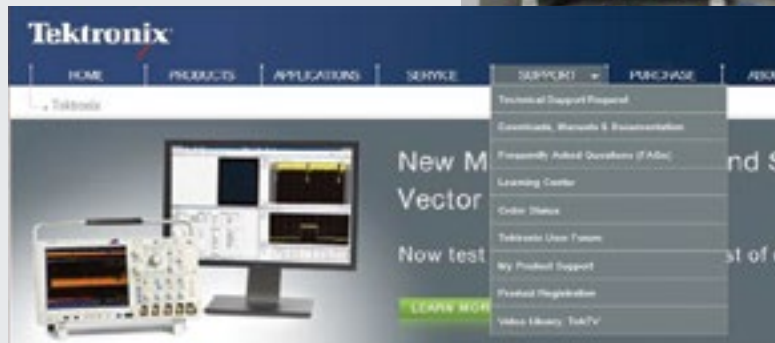 Tektronix
HOME PRODUCTS APPLICATIONS SERVICE SUPPORT PURCHASE
Tektronix
Technical Support Request
Downloads, Manuals & Documentation
New M nd S
Frequently Asked Questions (FAQs)
Learning Center
Vector
Order Status
Tektronix User Forum
Now test st of
My Product Support
Product Registration
LEARN MOR
Video Library, TekTV